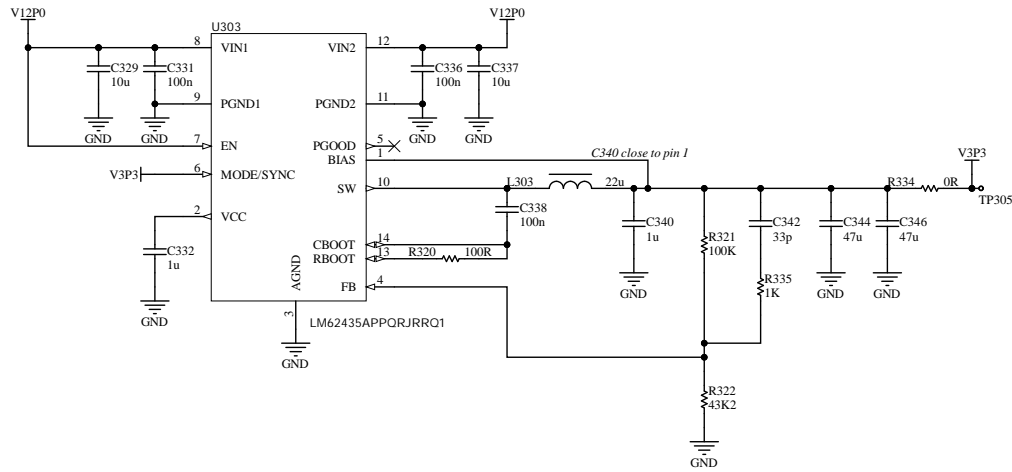 V12P0
V12P0
U303
8 VIN1
VIN2 12
C329
10u
C331
100n
C336
100n
C337
10u
9 PGND1
PGND2 11
GND
GND
GND
GND
7 EN
PGOOD 5
BIAS 1
C340 close to pin 1
V3P3
V3P3
6 MODE/SYNC
SW 10
L303
22u
R334
0R
TP305
2 VCC
C338
100n
C340
1u
R321
100K
C342
33p
C344
47u
C346
47u
C332
1u
CBOOT 14
RBOOT 13
R320
100R
GND
GND
GND
R335
1K
FB 4
AGND
3
GND
LM62435APPQRJRRQ1
GND
R322
43K2
GND